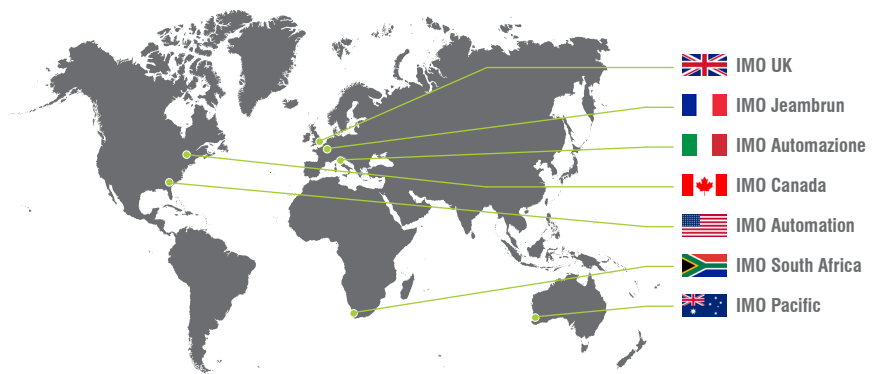 IMO UK
IMO Jeambrun
IMO Automazione
IMO Canada
IMO Automation
IMO South Africa
IMO Pacific